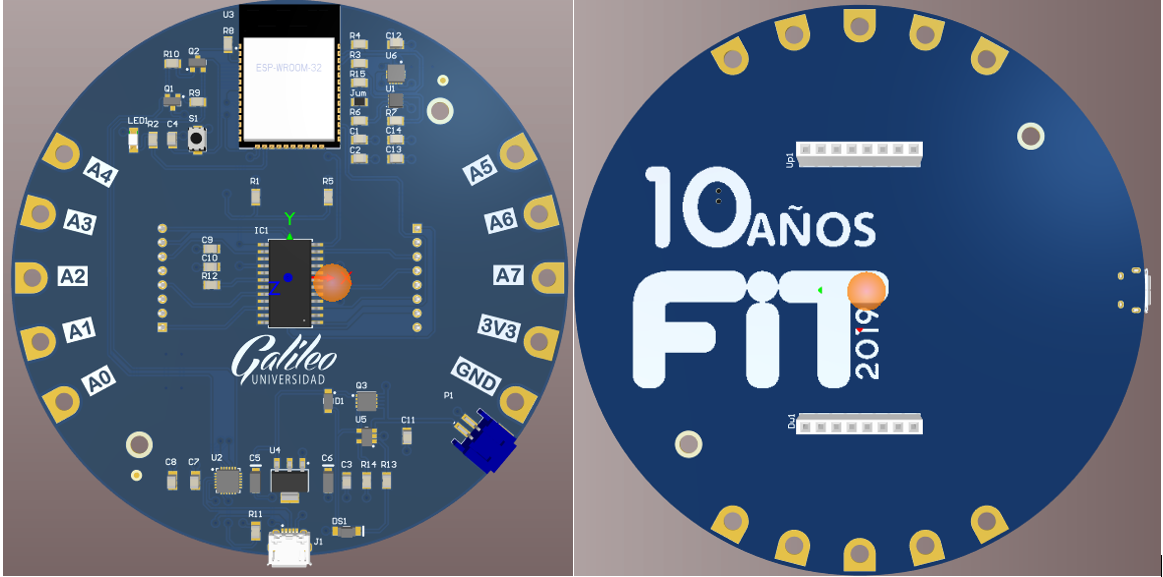 U3
R8
R4
C12
R10
Q2
R3
U6
ESP-WROOM-32
R15
Jum
U1
Q1
R9
R6
R7
LED1
R2
C4
S1
C1
C14
C2
C13
A4
A5
R1
R5
A3
A6
Y
IC1
C9
C10
R12
Z
A2
A7
A1
3V3
Galileo
UNIVERSIDAD
A0
GND
Q3
D1
P1
U5
C11
C8
C7
U2
C5
U4
C6
C3
R14
R13
R11
DS1
J1
Up1
10 AÑOS
FiT
2019
Dw1